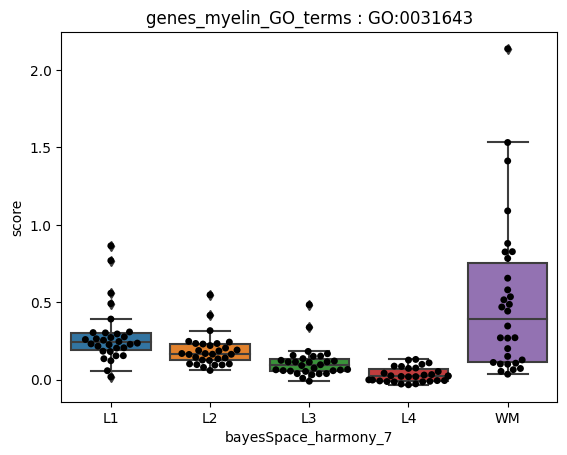 genes_myelin_GO_terms : GO:0031643
2.0
1.5
1.0
0.5
0.0
score
L1 L2 L3 L4 WM
bayesSpace_harmony_7